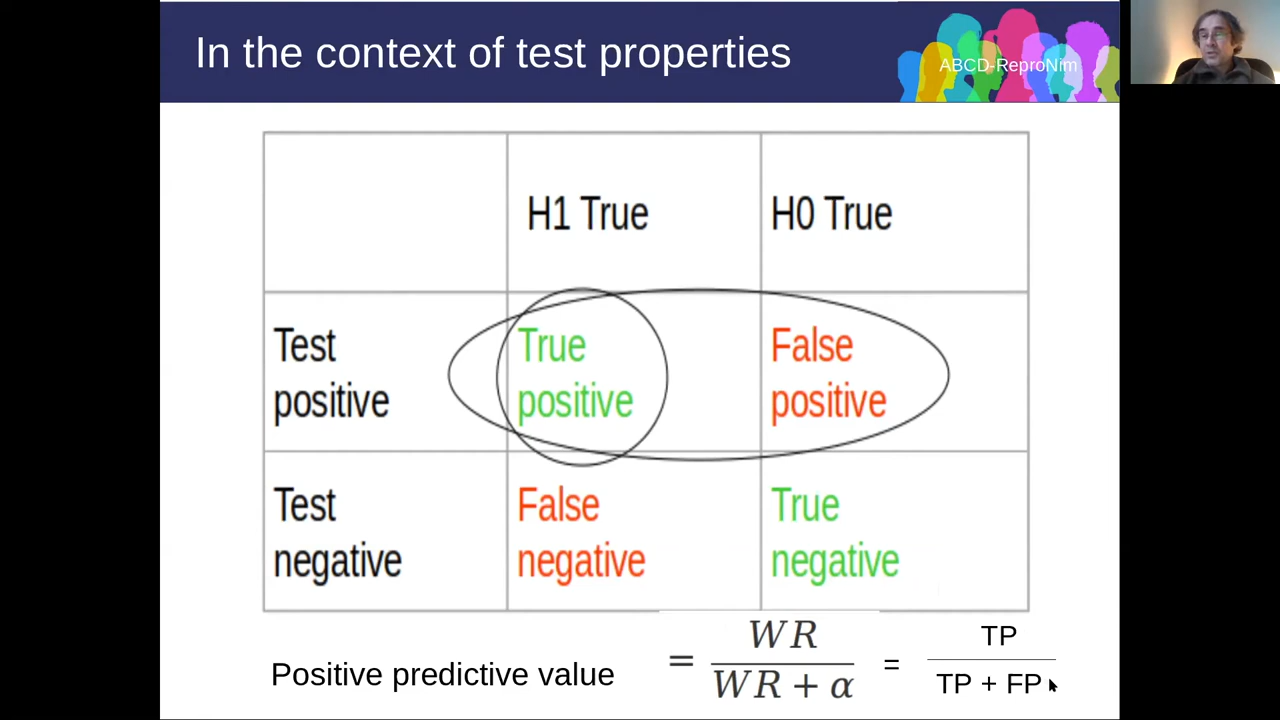 In the context of test properties
ABCD-ReproNim
H1 True
H0 True
Test
positive
True
positive
False
positive
Test
negative
False
negative
True
negative
Positive predictive value
= WR / WR + α = TP / TP + FP